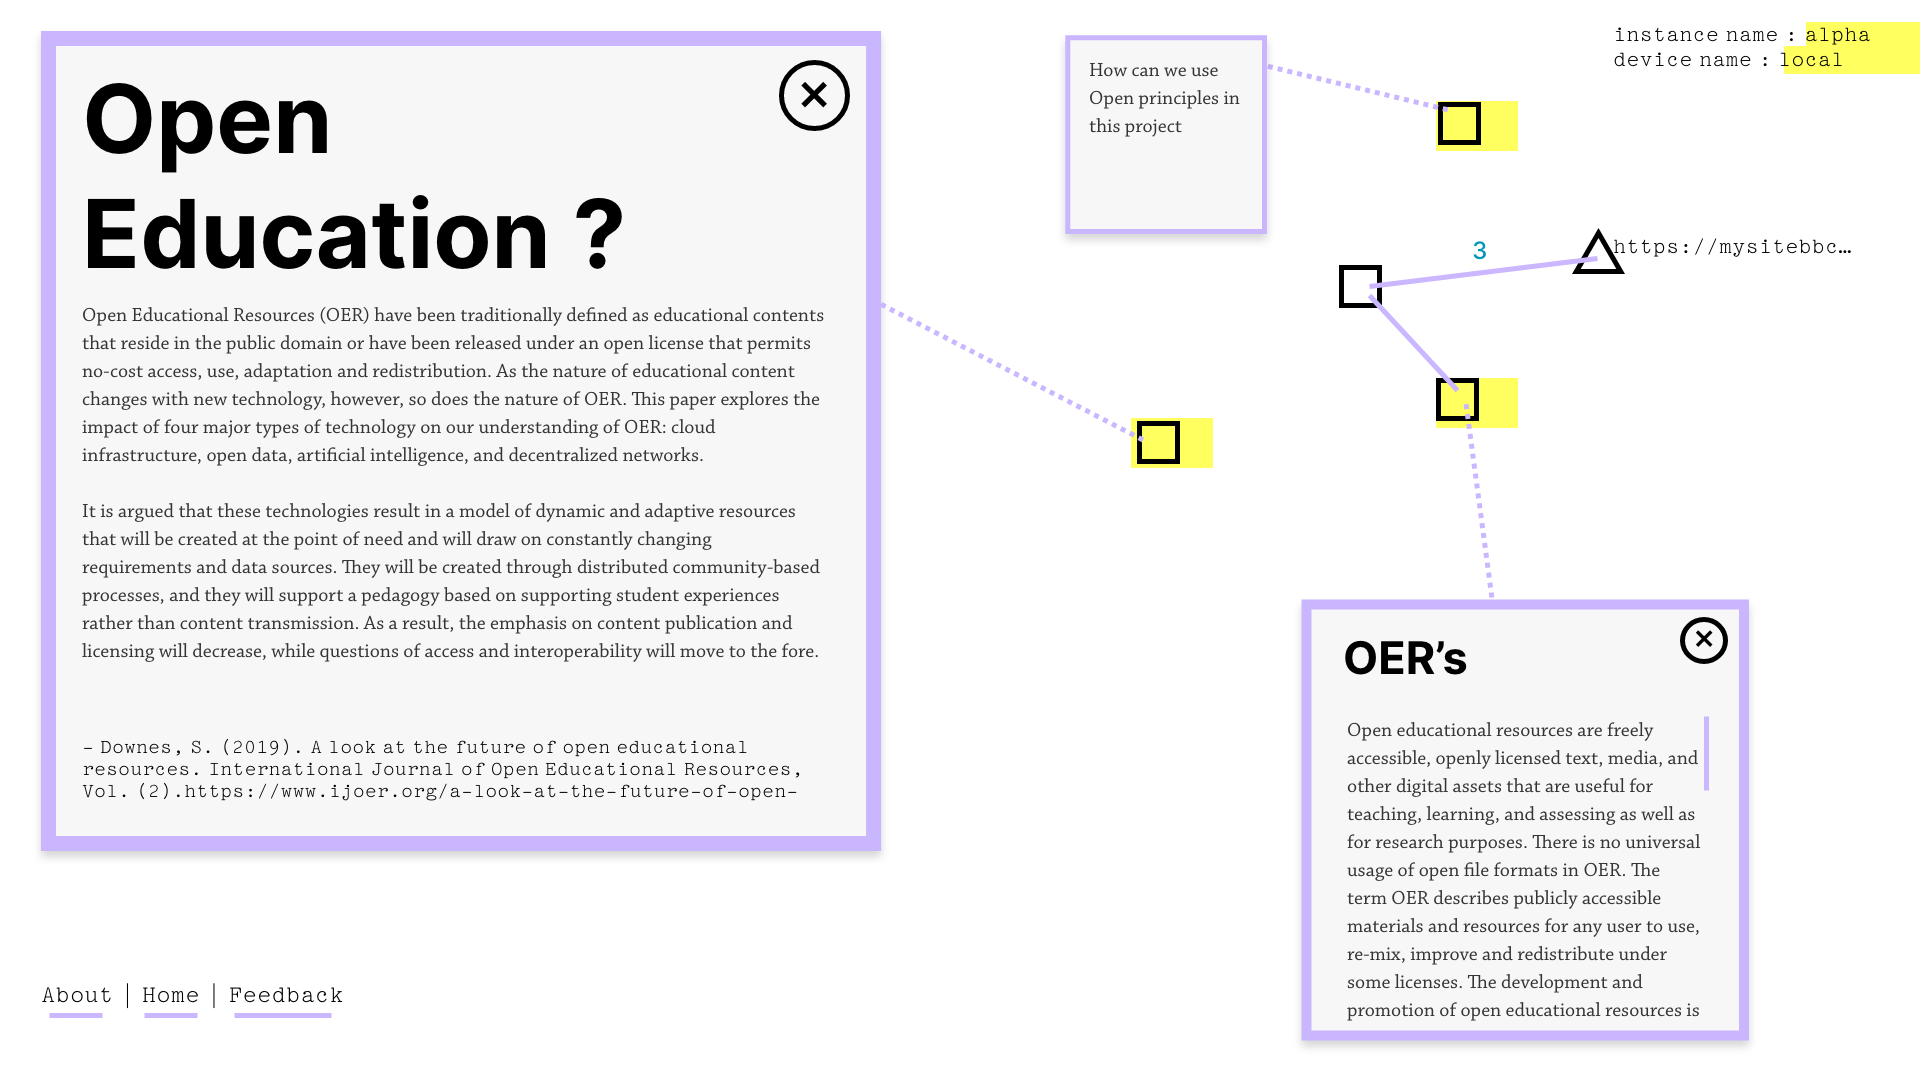 Open
Education ?
Open Educational Resources (OER) have been traditionally defined as educational contents
that reside in the public domain or have been released under an open license that permits
no-cost access, use, adaptation and redistribution. As the nature of educational content
changes with new technology, however, so does the nature of OER. This paper explores the
impact of four major types of technology on our understanding of OER: cloud
infrastructure, open data, artificial intelligence, and decentralized networks.
It is argued that these technologies result in a model of dynamic and adaptive resources
that will be created at the point of need and will draw on constantly changing
requirements and data sources. They will be created through distributed community-based
processes, and they will support a pedagogy based on supporting student experiences
rather than content transmission. As a result, the emphasis on content publication and
licensing will decrease, while questions of access and interoperability will move to the fore.
- Downes, S. (2019). A look at the future of open educational
resources. International Journal of Open Educational Resources,
Vol. (2).https://www.ijoer.org/a-look-at-the-future-of-open-
How can we use
Open principles in
this project
instance name : alpha
device name : local
3
https://mysitebbc…
OER’s
Open educational resources are freely
accessible, openly licensed text, media, and
other digital assets that are useful for
teaching, learning, and assessing as well as
for research purposes. There is no universal
usage of open file formats in OER. The
term OER describes publicly accessible
materials and resources for any user to use,
re-mix, improve and redistribute under
some licenses. The development and
promotion of open educational resources is
About | Home | Feedback